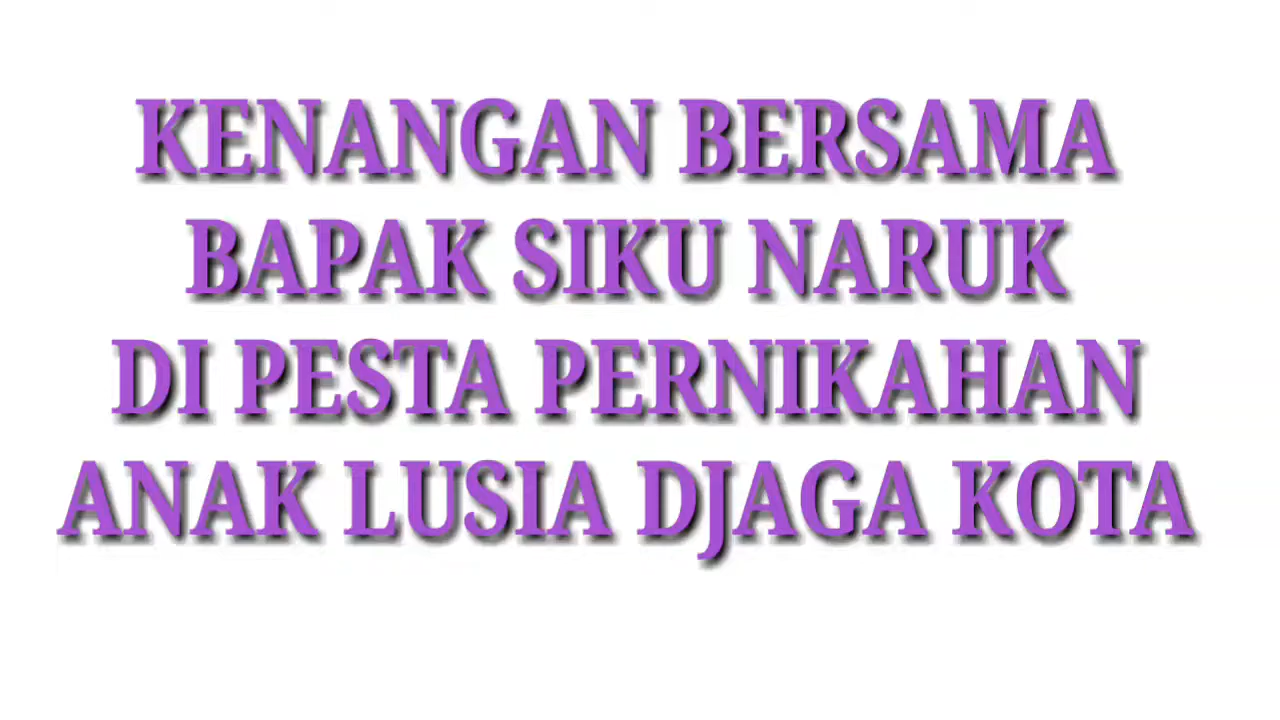 KENANGAN BERSAMA
BAPAK SIKU NARUK
DI PESTA PERNIKAHAN
ANAK LUSIA DJAGA KOTA